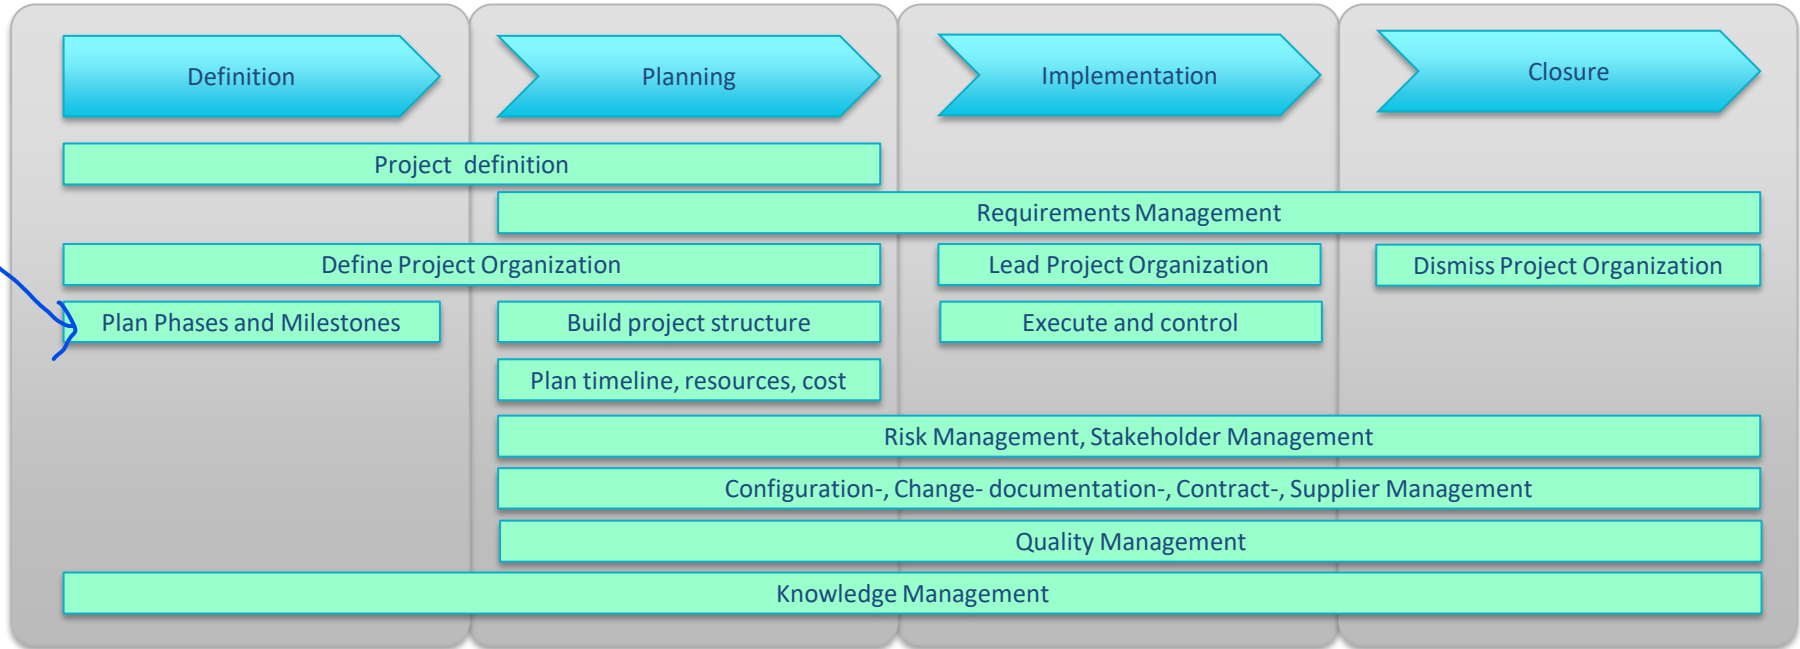 Definition
Planning
Implementation
Closure
Project definition
Requirements Management
Define Project Organization
Lead Project Organization
Dismiss Project Organization
Plan Phases and Milestones
Build project structure
Execute and control
Plan timeline, resources, cost
Risk Management, Stakeholder Management
Configuration-, Change- documentation-, Contract-, Supplier Management
Quality Management
Knowledge Management